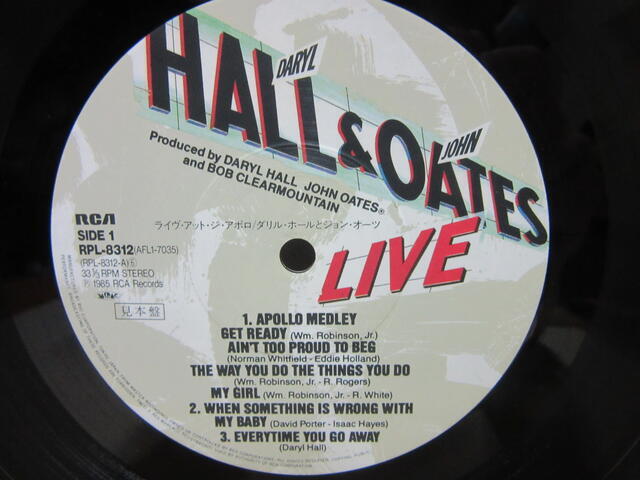 DARYL
HALL & OATES
JOHN
LIVE
Produced by DARYL HALL JOHN OATES®
and BOB CLEARMOUNTAIN
ライヴ・アット・ジ・アポロ/ダリル・ホールとジョン・オーツ
RCA
SIDE 1
RPL-8312 (AFL1-7035)
(RPL-8312-A)⑥
33⅓ RPM STEREO
Ⓟ1985 RCA Records
見本盤
1. APOLLO MEDLEY
GET READY (Wm. Robinson, Jr.)
AIN'T TOO PROUD TO BEG
(Norman Whitfield - Eddie Holland)
THE WAY YOU DO THE THINGS YOU DO
(Wm. Robinson, Jr. - R. Rogers)
MY GIRL (Wm. Robinson, Jr. - R. White)
2. WHEN SOMETHING IS WRONG WITH
MY BABY (David Porter - Isaac Hayes)
3. EVERYTIME YOU GO AWAY
(Daryl Hall)